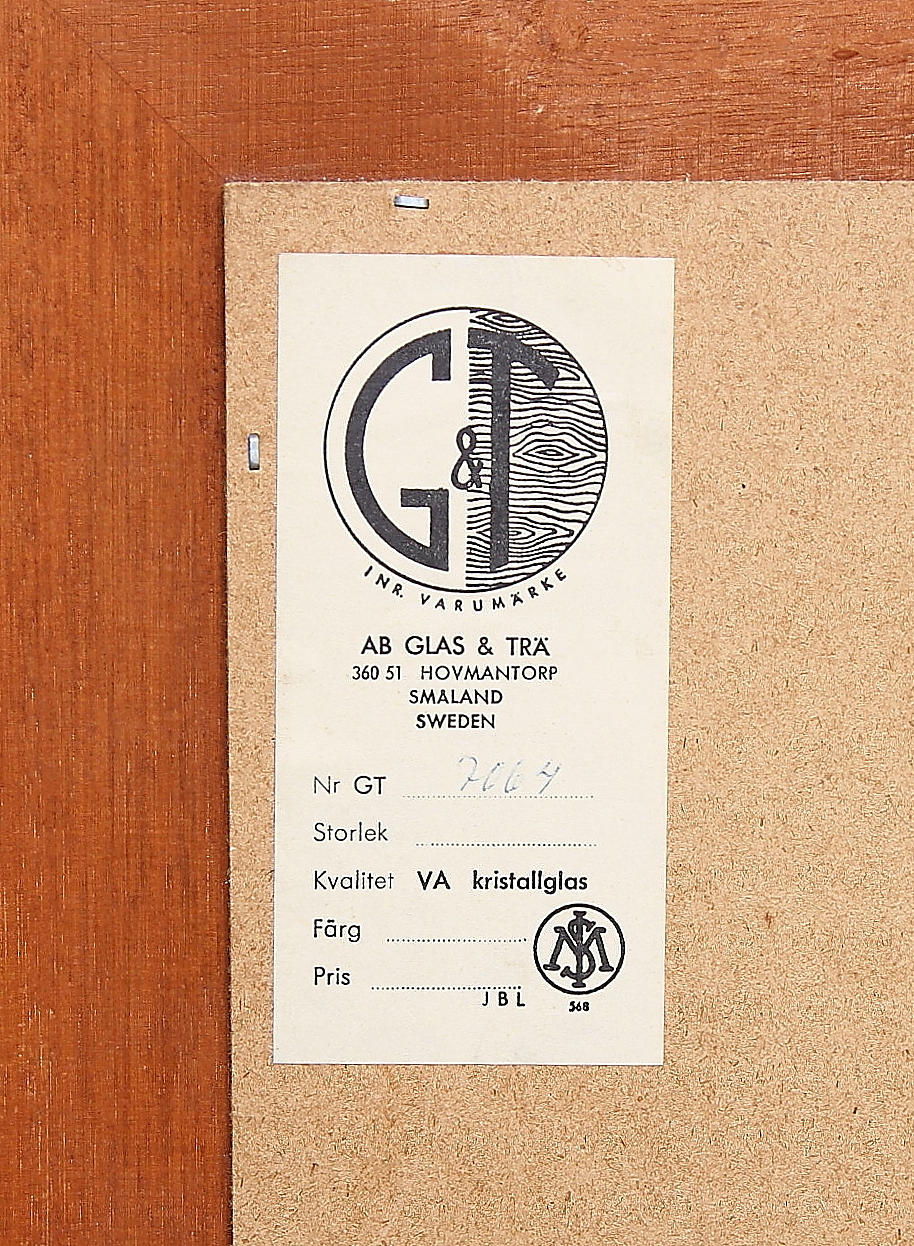 G&T
INR. VARUMÄRKE
AB GLAS & TRÄ
360 51 HOVMANTORP
SMÅLAND
SWEDEN
Nr GT 7064
Storlek
Kvalitet VA kristallglas
Färg
Pris
JBL
568